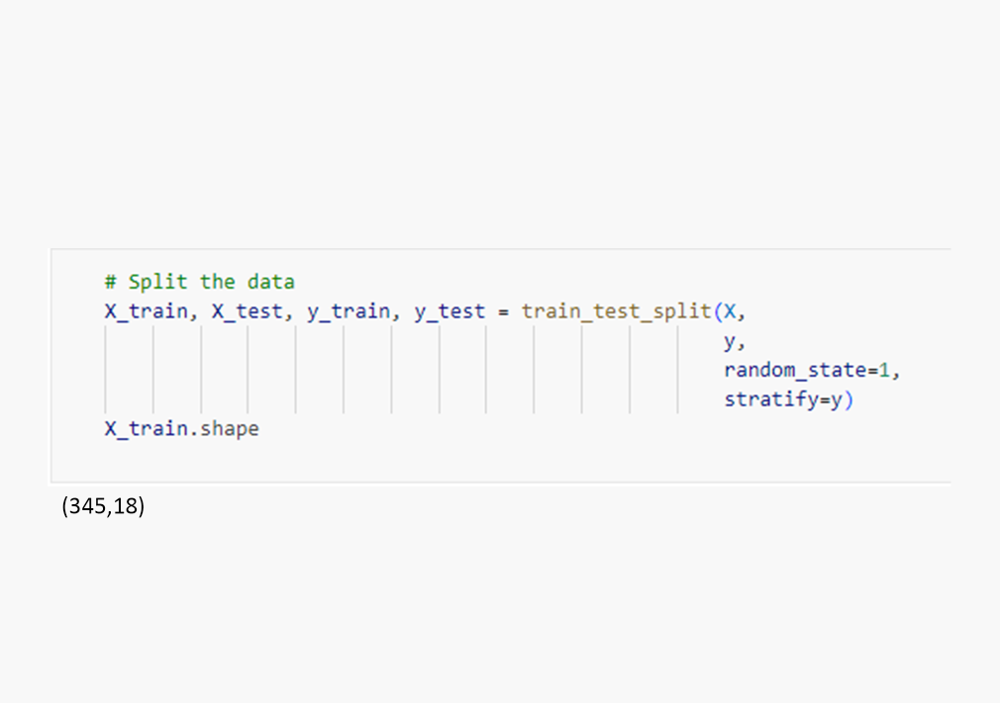 # Split the data
X_train, X_test, y_train, y_test = train_test_split(X,
y,
random_state=1,
stratify=y)
X_train.shape
(345,18)